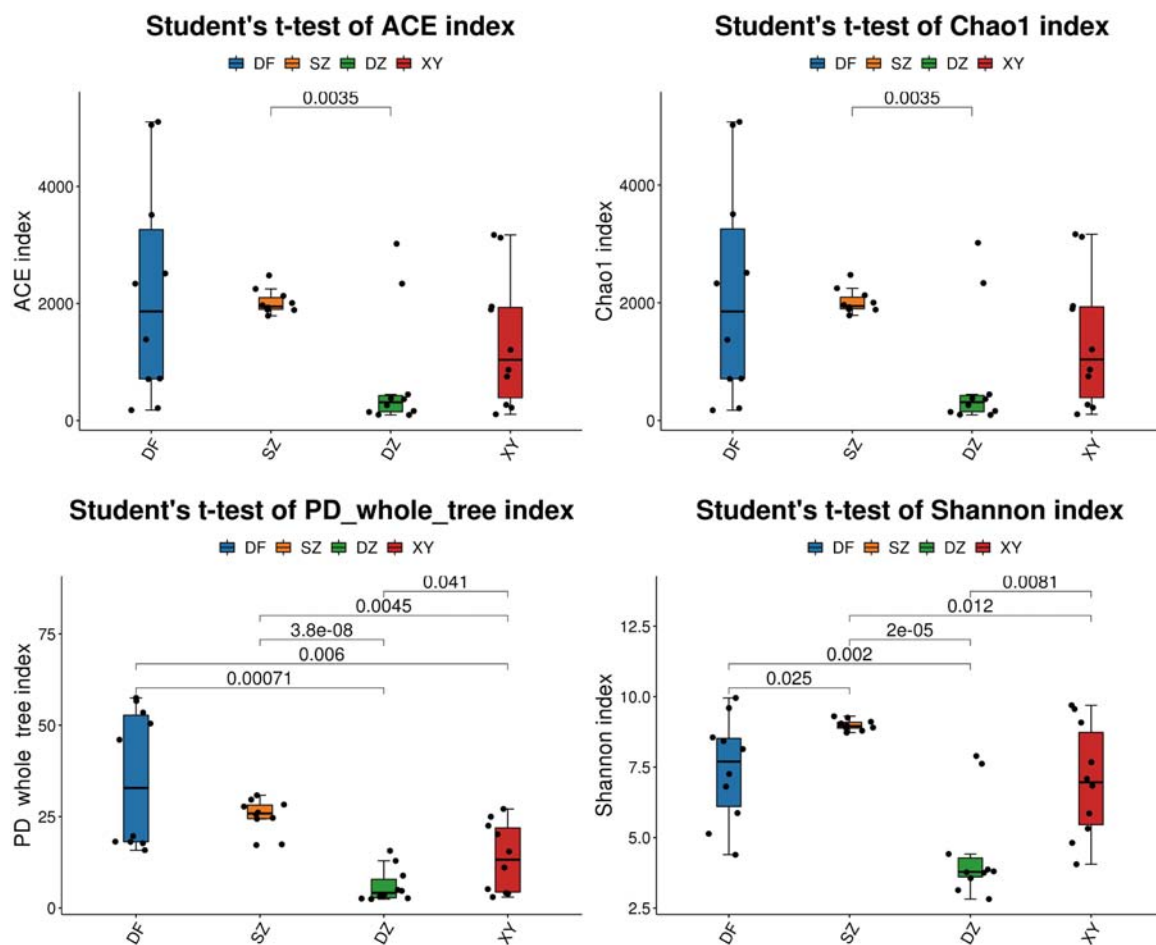 Student's t-test of ACE index
DF SZ DZ XY
0.0035
4000
2000
0
ACE index
DF SZ DZ XY
Student's t-test of Chao1 index
DF SZ DZ XY
0.0035
4000
2000
0
Chao1 index
DF SZ DZ XY
Student's t-test of PD_whole_tree index
DF SZ DZ XY
0.041
0.0045
3.8e-08
0.006
0.00071
75
50
25
0
PD_whole_tree index
DF SZ DZ XY
Student's t-test of Shannon index
DF SZ DZ XY
0.0081
0.012
2e-05
0.002
0.025
12.5
10.0
7.5
5.0
2.5
Shannon index
DF SZ DZ XY